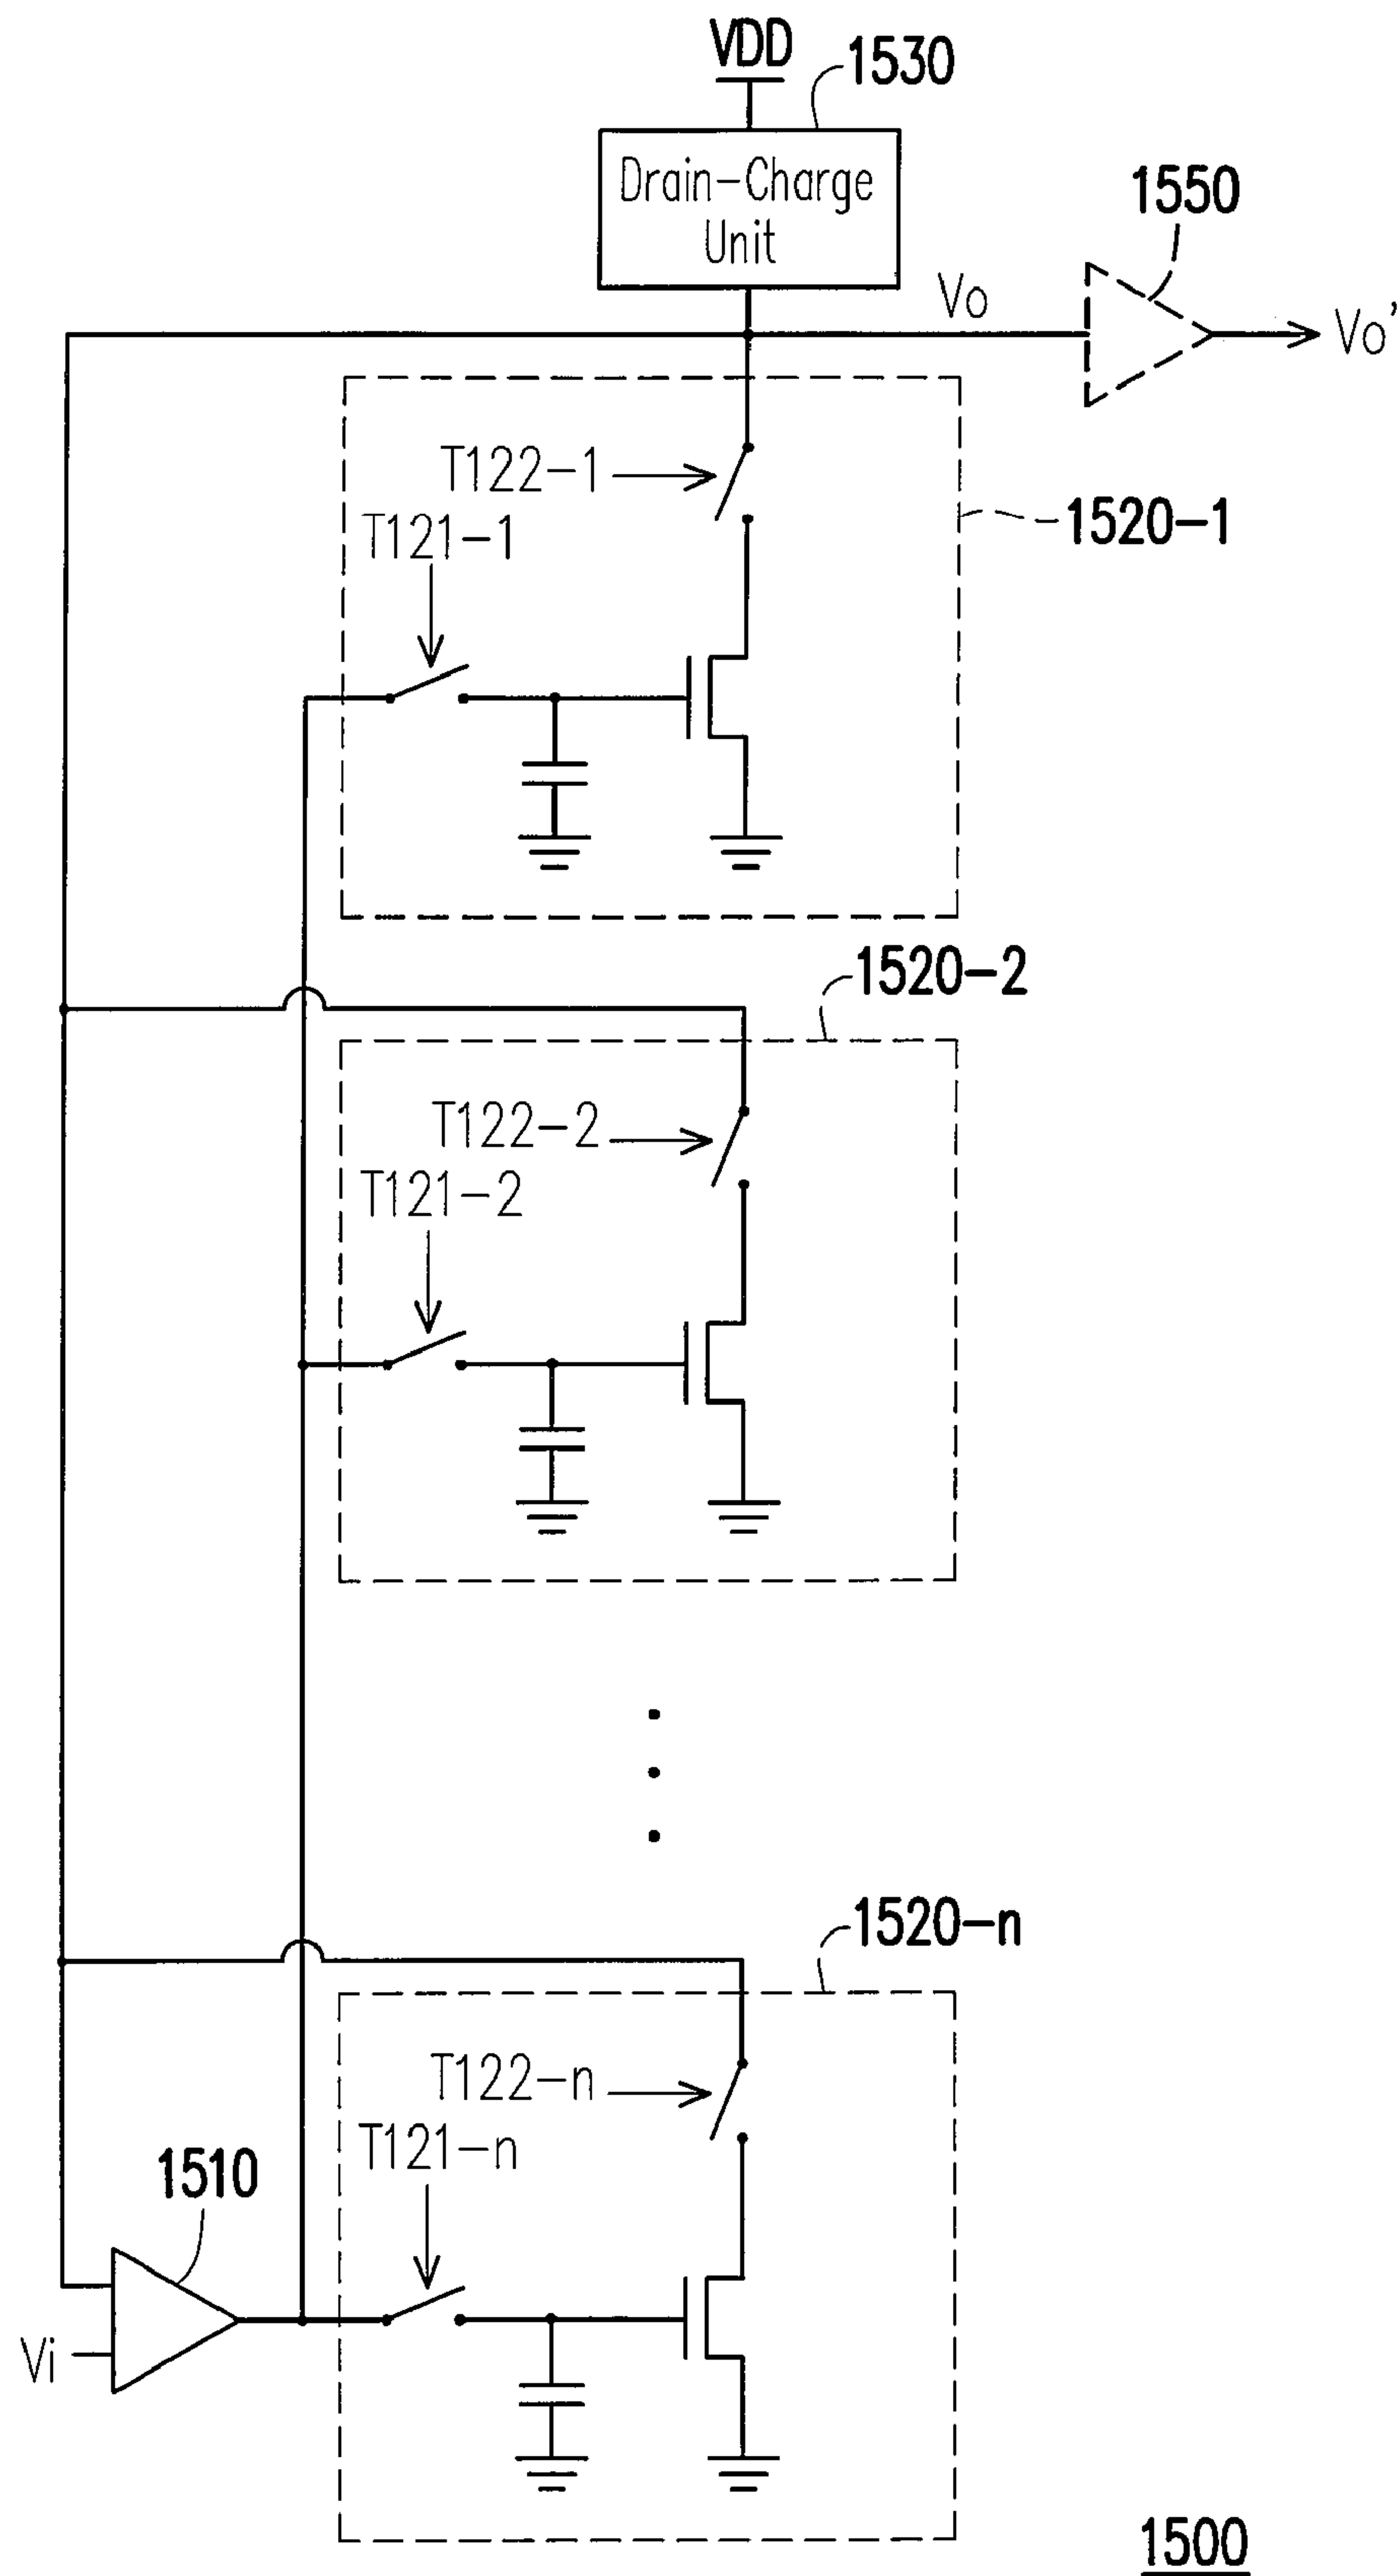 VDD
1530
Drain-Charge
Unit
1550
Vo
Vo'
T122-1
T121-1
1520-1
1520-2
T122-2
T121-2
1520-n
T122-n
T121-n
1510
Vi
1500